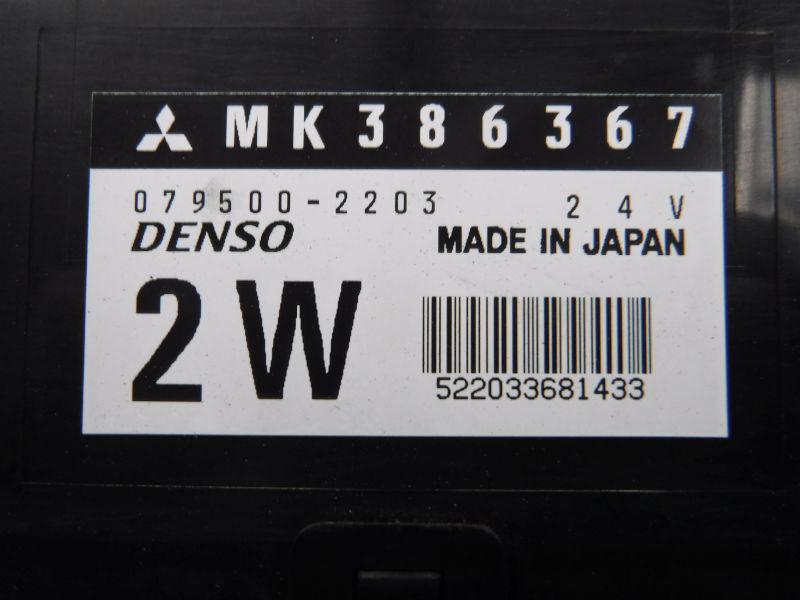 MK386367
079500-2203 24V
DENSO MADE IN JAPAN
2W
522033681433